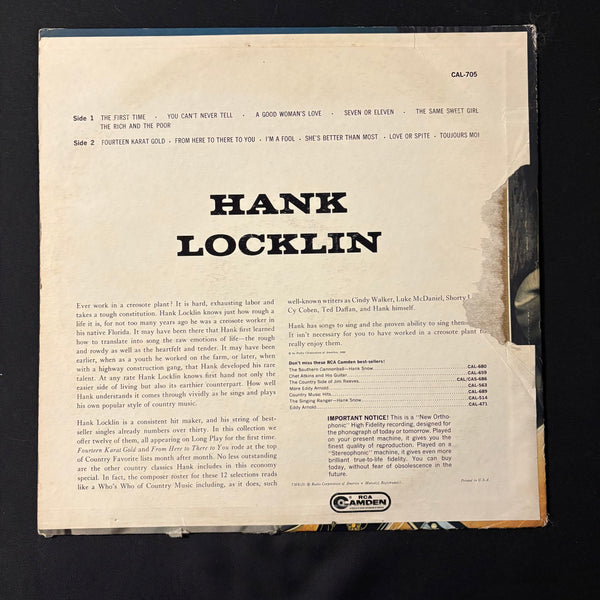 CAL-705
Side 1 THE FIRST TIME · YOU CAN'T NEVER TELL · A GOOD WOMAN'S LOVE · SEVEN OR ELEVEN · THE SAME SWEET GIRL
THE RICH AND THE POOR
Side 2 FOURTEEN KARAT GOLD · FROM HERE TO THERE TO YOU · I'M A FOOL · SHE'S BETTER THAN MOST · LOVE OR SPITE · TOUJOURS MOI
HANK
LOCKLIN
Ever work in a creosote plant? It is hard, exhausting labor and
takes a tough constitution. Hank Locklin knows just how rough a
life it is, for not too many years ago he was a creosote worker in
his native Florida. It may have been there that Hank first learned
how to translate into song the raw emotions of life—the rough
and rowdy as well as the heartfelt and tender. It may have been
earlier, when as a youth he worked on the farm, or later, when
with a highway construction gang, that Hank developed his rare
talent. At any rate Hank Locklin knows first hand not only the
easier side of living but also its earthier counterpart. How well
Hank understands it comes through vividly as he sings and plays
his own popular style of country music.
Hank Locklin is a consistent hit maker, and his string of best-
seller singles already numbers over thirty. In this collection we
offer twelve of them, all appearing on Long Play for the first time.
Fourteen Karat Gold and From Here to There to You rode at the top
of Country Favorite lists month after month. No less outstanding
are the other country classics Hank includes in this economy
special. In fact, the composer roster for these 12 selections reads
like a Who's Who of Country Music including, as it does, such
well-known writers as Cindy Walker, Luke McDaniel, Shorty
Cy Cohen, Ted Daffan, and Hank himself.
Hank has songs to sing and the proven ability to sing
It isn't necessary for you to have worked in a creosote plant
really enjoy them.
© by Radio Corporation of America,
Don't miss these RCA Camden best-sellers!
The Southern Cannonball—Hank Snow CAL-680
Chet Atkins and His Guitar CAL-659
The Country Side of Jim Reeves CAL/CAS-686
More Eddy Arnold CAL-563
Country Music Hits CAL-689
The Singing Ranger—Hank Snow CAL-514
Eddy Arnold CAL-471
IMPORTANT NOTICE! This is a "New Ortho-
phonic" High Fidelity recording, designed for
the phonograph of today or tomorrow. Played
on your present machine, it gives you the
finest quality of reproduction. Played on a
"Stereophonic" machine, it gives even more
brilliant true-to-life fidelity. You can buy
today, without fear of obsolescence in the
future.
TMK(S) ® Radio Corporation of America • Marca(s) Registrada(s)
Printed in U.S.A.
RCA
CAMDEN